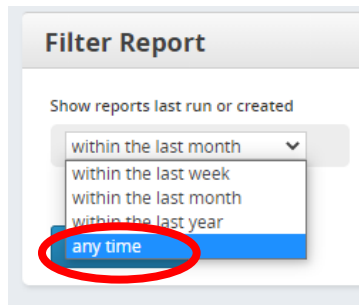 Filter Report
Show reports last run or created
within the last month
within the last week
within the last month
within the last year
any time